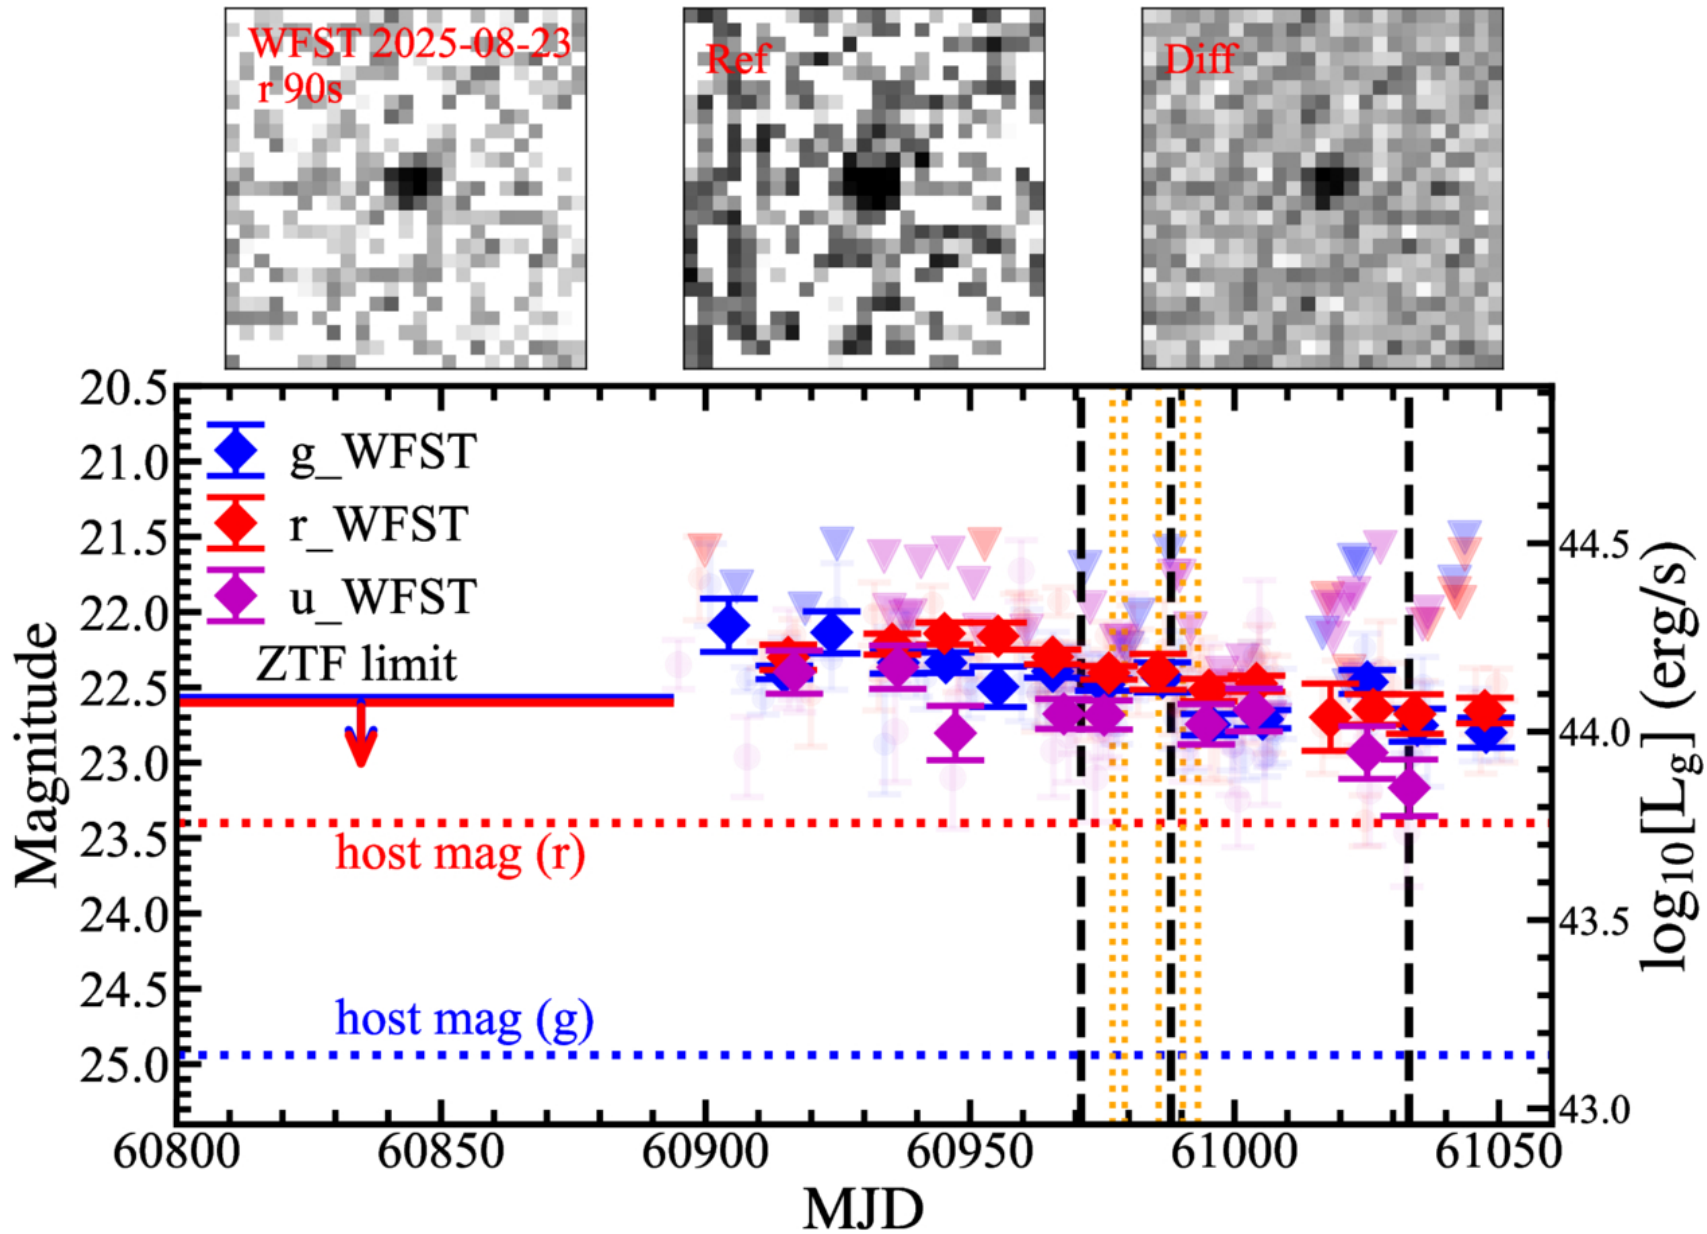 WFST 2025-08-23
r 90s
Ref
Diff
20.5
21.0
21.5
22.0
22.5
23.0
23.5
24.0
24.5
25.0
Magnitude
g_WFST
r_WFST
u_WFST
ZTF limit
host mag (r)
host mag (g)
44.5
44.0
43.5
43.0
log10[Lg] (erg/s)
60800
60850
60900
60950
61000
61050
MJD